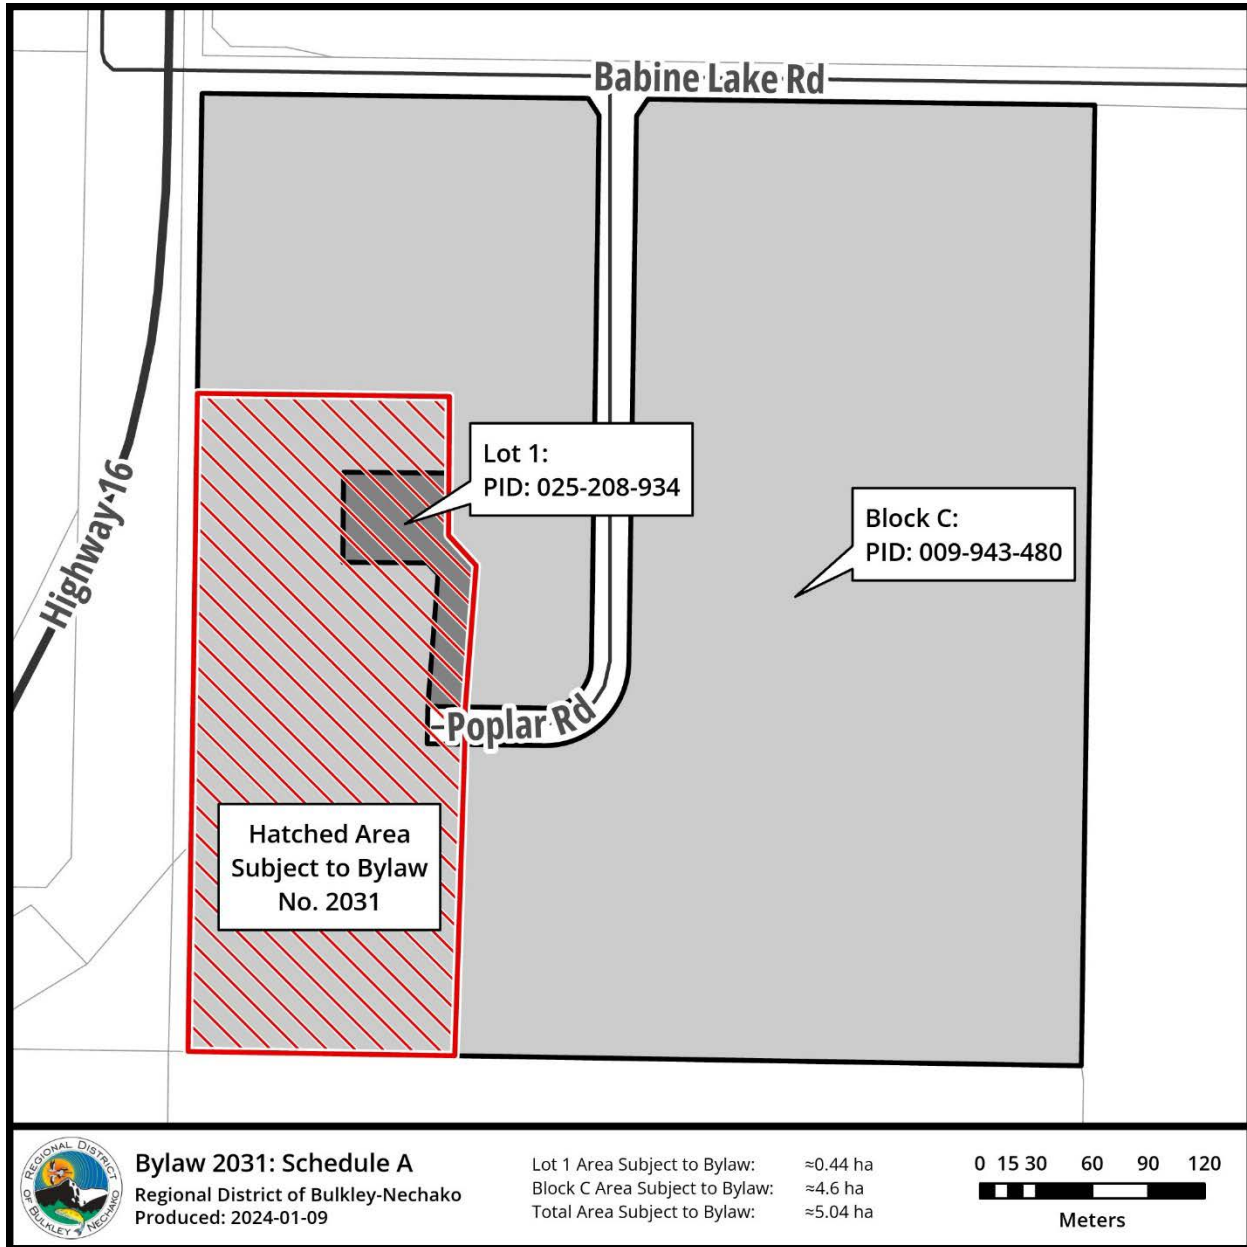 Babine Lake Rd
Highway 16
Lot 1:
PID: 025-208-934
Block C:
PID: 009-943-480
Poplar Rd
Hatched Area
Subject to Bylaw
No. 2031
REGIONAL DISTRICT
OF BULKLEY NECHAKO
Bylaw 2031: Schedule A
Regional District of Bulkley-Nechako
Produced: 2024-01-09
Lot 1 Area Subject to Bylaw: ≈0.44 ha
Block C Area Subject to Bylaw: ≈4.6 ha
Total Area Subject to Bylaw: ≈5.04 ha
0 15 30 60 90 120
Meters